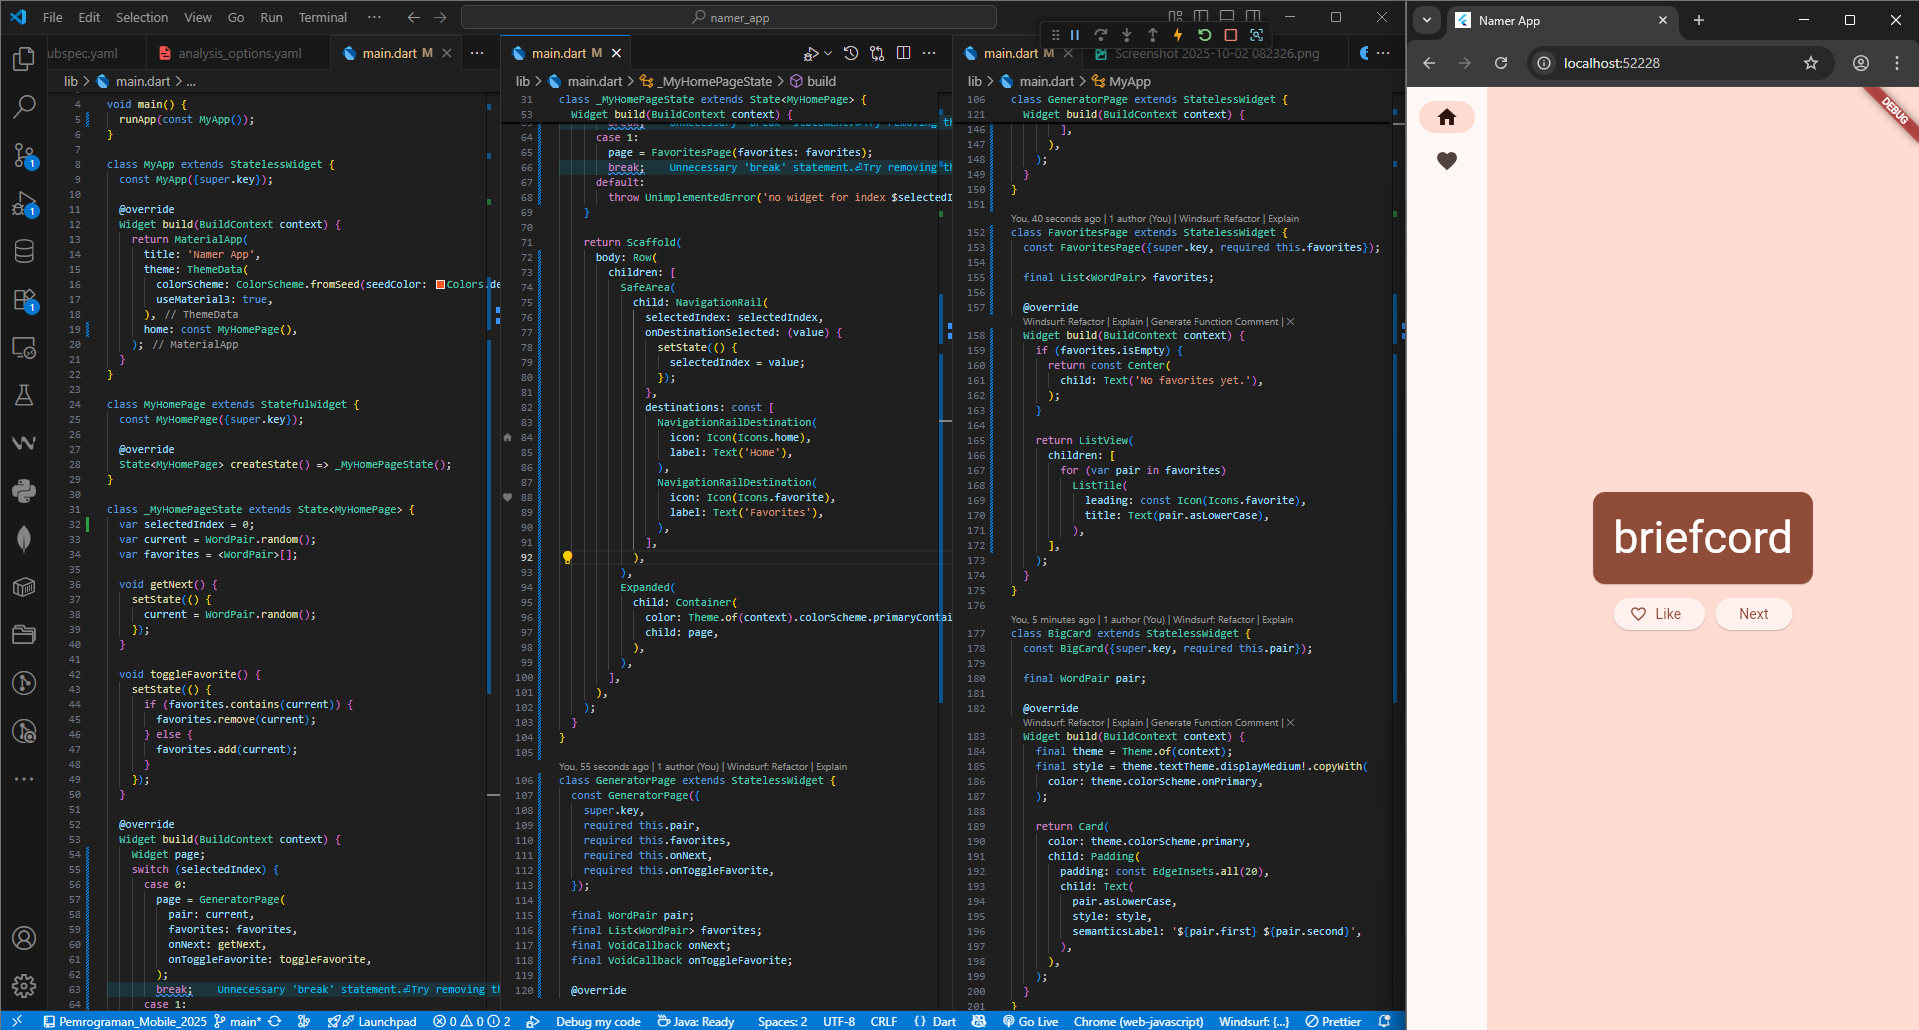 File Edit Selection View Go Run Terminal ···
namer_app
ubspec.yaml
analysis_options.yaml
main.dart M
lib > main.dart > ...
4 void main() {
5 runApp(const MyApp());
6 }
7
8 class MyApp extends StatelessWidget {
9 const MyApp({super.key});
10
11 @override
12 Widget build(BuildContext context) {
13 return MaterialApp(
14 title: 'Namer App',
15 theme: ThemeData(
16 colorScheme: ColorScheme.fromSeed(seedColor: Colors.de
17 useMaterial3: true,
18 ), // ThemeData
19 home: const MyHomePage(),
20 ); // MaterialApp
21 }
22 }
23
24 class MyHomePage extends StatefulWidget {
25 const MyHomePage({super.key});
26
27 @override
28 State<MyHomePage> createState() => _MyHomePageState();
29 }
30
31 class _MyHomePageState extends State<MyHomePage> {
32 var selectedIndex = 0;
33 var current = WordPair.random();
34 var favorites = <WordPair>[];
35
36 void getNext() {
37 setState(() {
38 current = WordPair.random();
39 });
40 }
41
42 void toggleFavorite() {
43 setState(() {
44 if (favorites.contains(current)) {
45 favorites.remove(current);
46 } else {
47 favorites.add(current);
48 }
49 });
50 }
51
52 @override
53 Widget build(BuildContext context) {
54 Widget page;
55 switch (selectedIndex) {
56 case 0:
57 page = GeneratorPage(
58 pair: current,
59 favorites: favorites,
60 onNext: getNext,
61 onToggleFavorite: toggleFavorite,
62 );
63 break; Unnecessary 'break' statement.⏎Try removing th
64 case 1:
main.dart M
lib > main.dart > _MyHomePageState > build
31 class _MyHomePageState extends State<MyHomePage> {
53 Widget build(BuildContext context) {
break; Unnecessary 'break' statement.⏎Try removing th
64 case 1:
65 page = FavoritesPage(favorites: favorites);
66 break; Unnecessary 'break' statement.⏎Try removing th
67 default:
68 throw UnimplementedError('no widget for index $selectedI
69 }
70
71 return Scaffold(
72 body: Row(
73 children: [
74 SafeArea(
75 child: NavigationRail(
76 selectedIndex: selectedIndex,
77 onDestinationSelected: (value) {
78 setState(() {
79 selectedIndex = value;
80 });
81 },
82 destinations: const [
83 NavigationRailDestination(
84 icon: Icon(Icons.home),
85 label: Text('Home'),
86 ),
87 NavigationRailDestination(
88 icon: Icon(Icons.favorite),
89 label: Text('Favorites'),
90 ),
91 ],
92 ),
93 ),
94 Expanded(
95 child: Container(
96 color: Theme.of(context).colorScheme.primaryContai
97 child: page,
98 ),
99 ),
100 ],
101 ),
102 );
103 }
104 }
105
You, 55 seconds ago | 1 author (You) | Windsurf: Refactor | Explain
106 class GeneratorPage extends StatelessWidget {
107 const GeneratorPage({
108 super.key,
109 required this.pair,
110 required this.favorites,
111 required this.onNext,
112 required this.onToggleFavorite,
113 });
114
115 final WordPair pair;
116 final List<WordPair> favorites;
117 final VoidCallback onNext;
118 final VoidCallback onToggleFavorite;
119
120 @override
main.dart M
Screenshot 2025-10-02 082326.png
lib > main.dart > MyApp
106 class GeneratorPage extends StatelessWidget {
121 Widget build(BuildContext context) {
146 ],
147 ),
148 );
149 }
150 }
151
You, 40 seconds ago | 1 author (You) | Windsurf: Refactor | Explain
152 class FavoritesPage extends StatelessWidget {
153 const FavoritesPage({super.key, required this.favorites});
154
155 final List<WordPair> favorites;
156
157 @override
Windsurf: Refactor | Explain | Generate Function Comment | ×
158 Widget build(BuildContext context) {
159 if (favorites.isEmpty) {
160 return const Center(
161 child: Text('No favorites yet.'),
162 );
163 }
164
165 return ListView(
166 children: [
167 for (var pair in favorites)
168 ListTile(
169 leading: const Icon(Icons.favorite),
170 title: Text(pair.asLowerCase),
171 ),
172 ],
173 );
174 }
175 }
176
You, 5 minutes ago | 1 author (You) | Windsurf: Refactor | Explain
177 class BigCard extends StatelessWidget {
178 const BigCard({super.key, required this.pair});
179
180 final WordPair pair;
181
182 @override
Windsurf: Refactor | Explain | Generate Function Comment | ×
183 Widget build(BuildContext context) {
184 final theme = Theme.of(context);
185 final style = theme.textTheme.displayMedium!.copyWith(
186 color: theme.colorScheme.onPrimary,
187 );
188
189 return Card(
190 color: theme.colorScheme.primary,
191 child: Padding(
192 padding: const EdgeInsets.all(20),
193 child: Text(
194 pair.asLowerCase,
195 style: style,
196 semanticsLabel: '${pair.first} ${pair.second}',
197 ),
198 ),
199 );
200 }
201 }
Namer App
localhost:52228
DEBUG
briefcord
Like
Next
1
1
1
Pemrograman_Mobile_2025 main* Launchpad 0 0 2 Debug my code Java: Ready Spaces: 2 UTF-8 CRLF {} Dart Go Live Chrome (web-javascript) Windsurf: {...} Prettier